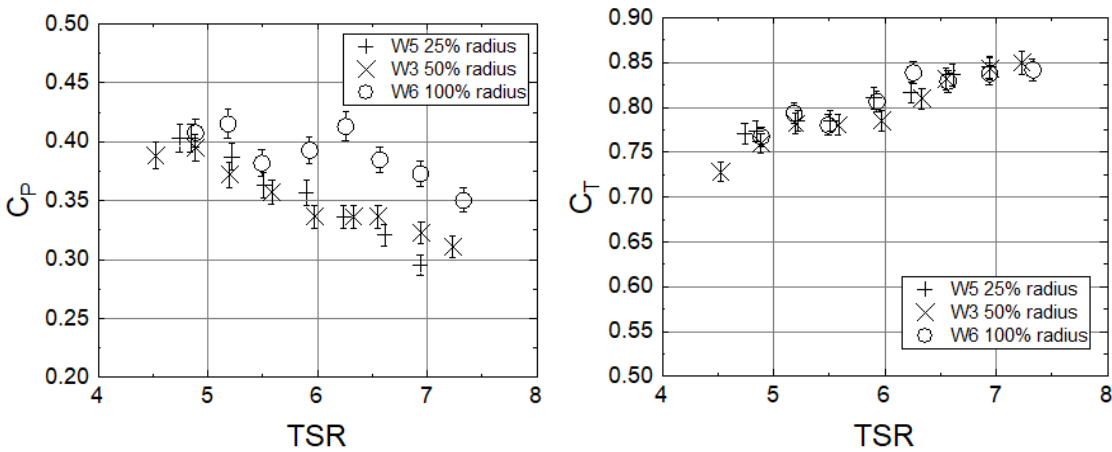 0.50
0.45
0.40
0.35
0.30
0.25
0.20
C_P
4 5 6 7 8
TSR
W5 25% radius
W3 50% radius
W6 100% radius
0.90
0.85
0.80
0.75
0.70
0.65
0.60
0.55
0.50
C_T
4 5 6 7 8
TSR
W5 25% radius
W3 50% radius
W6 100% radius